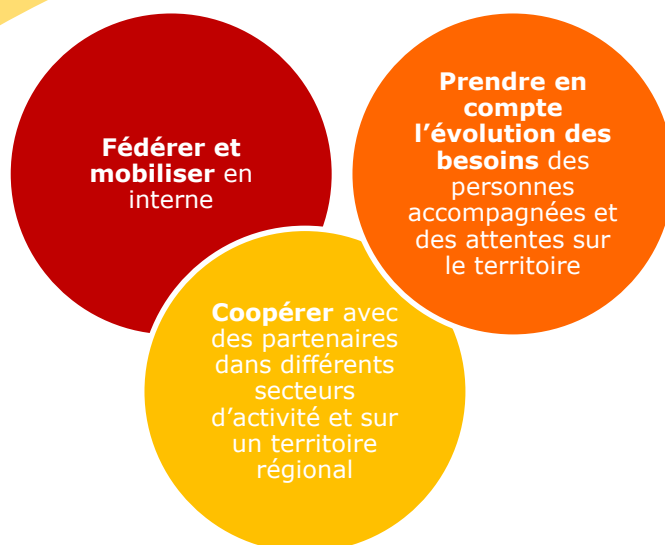 Fédérer et
mobiliser en
interne
Prendre en
compte
l'évolution des
besoins des
personnes
accompagnées et
des attentes sur
le territoire
Coopérer avec
des partenaires
dans différents
secteurs
d'activité et sur
un territoire
régional